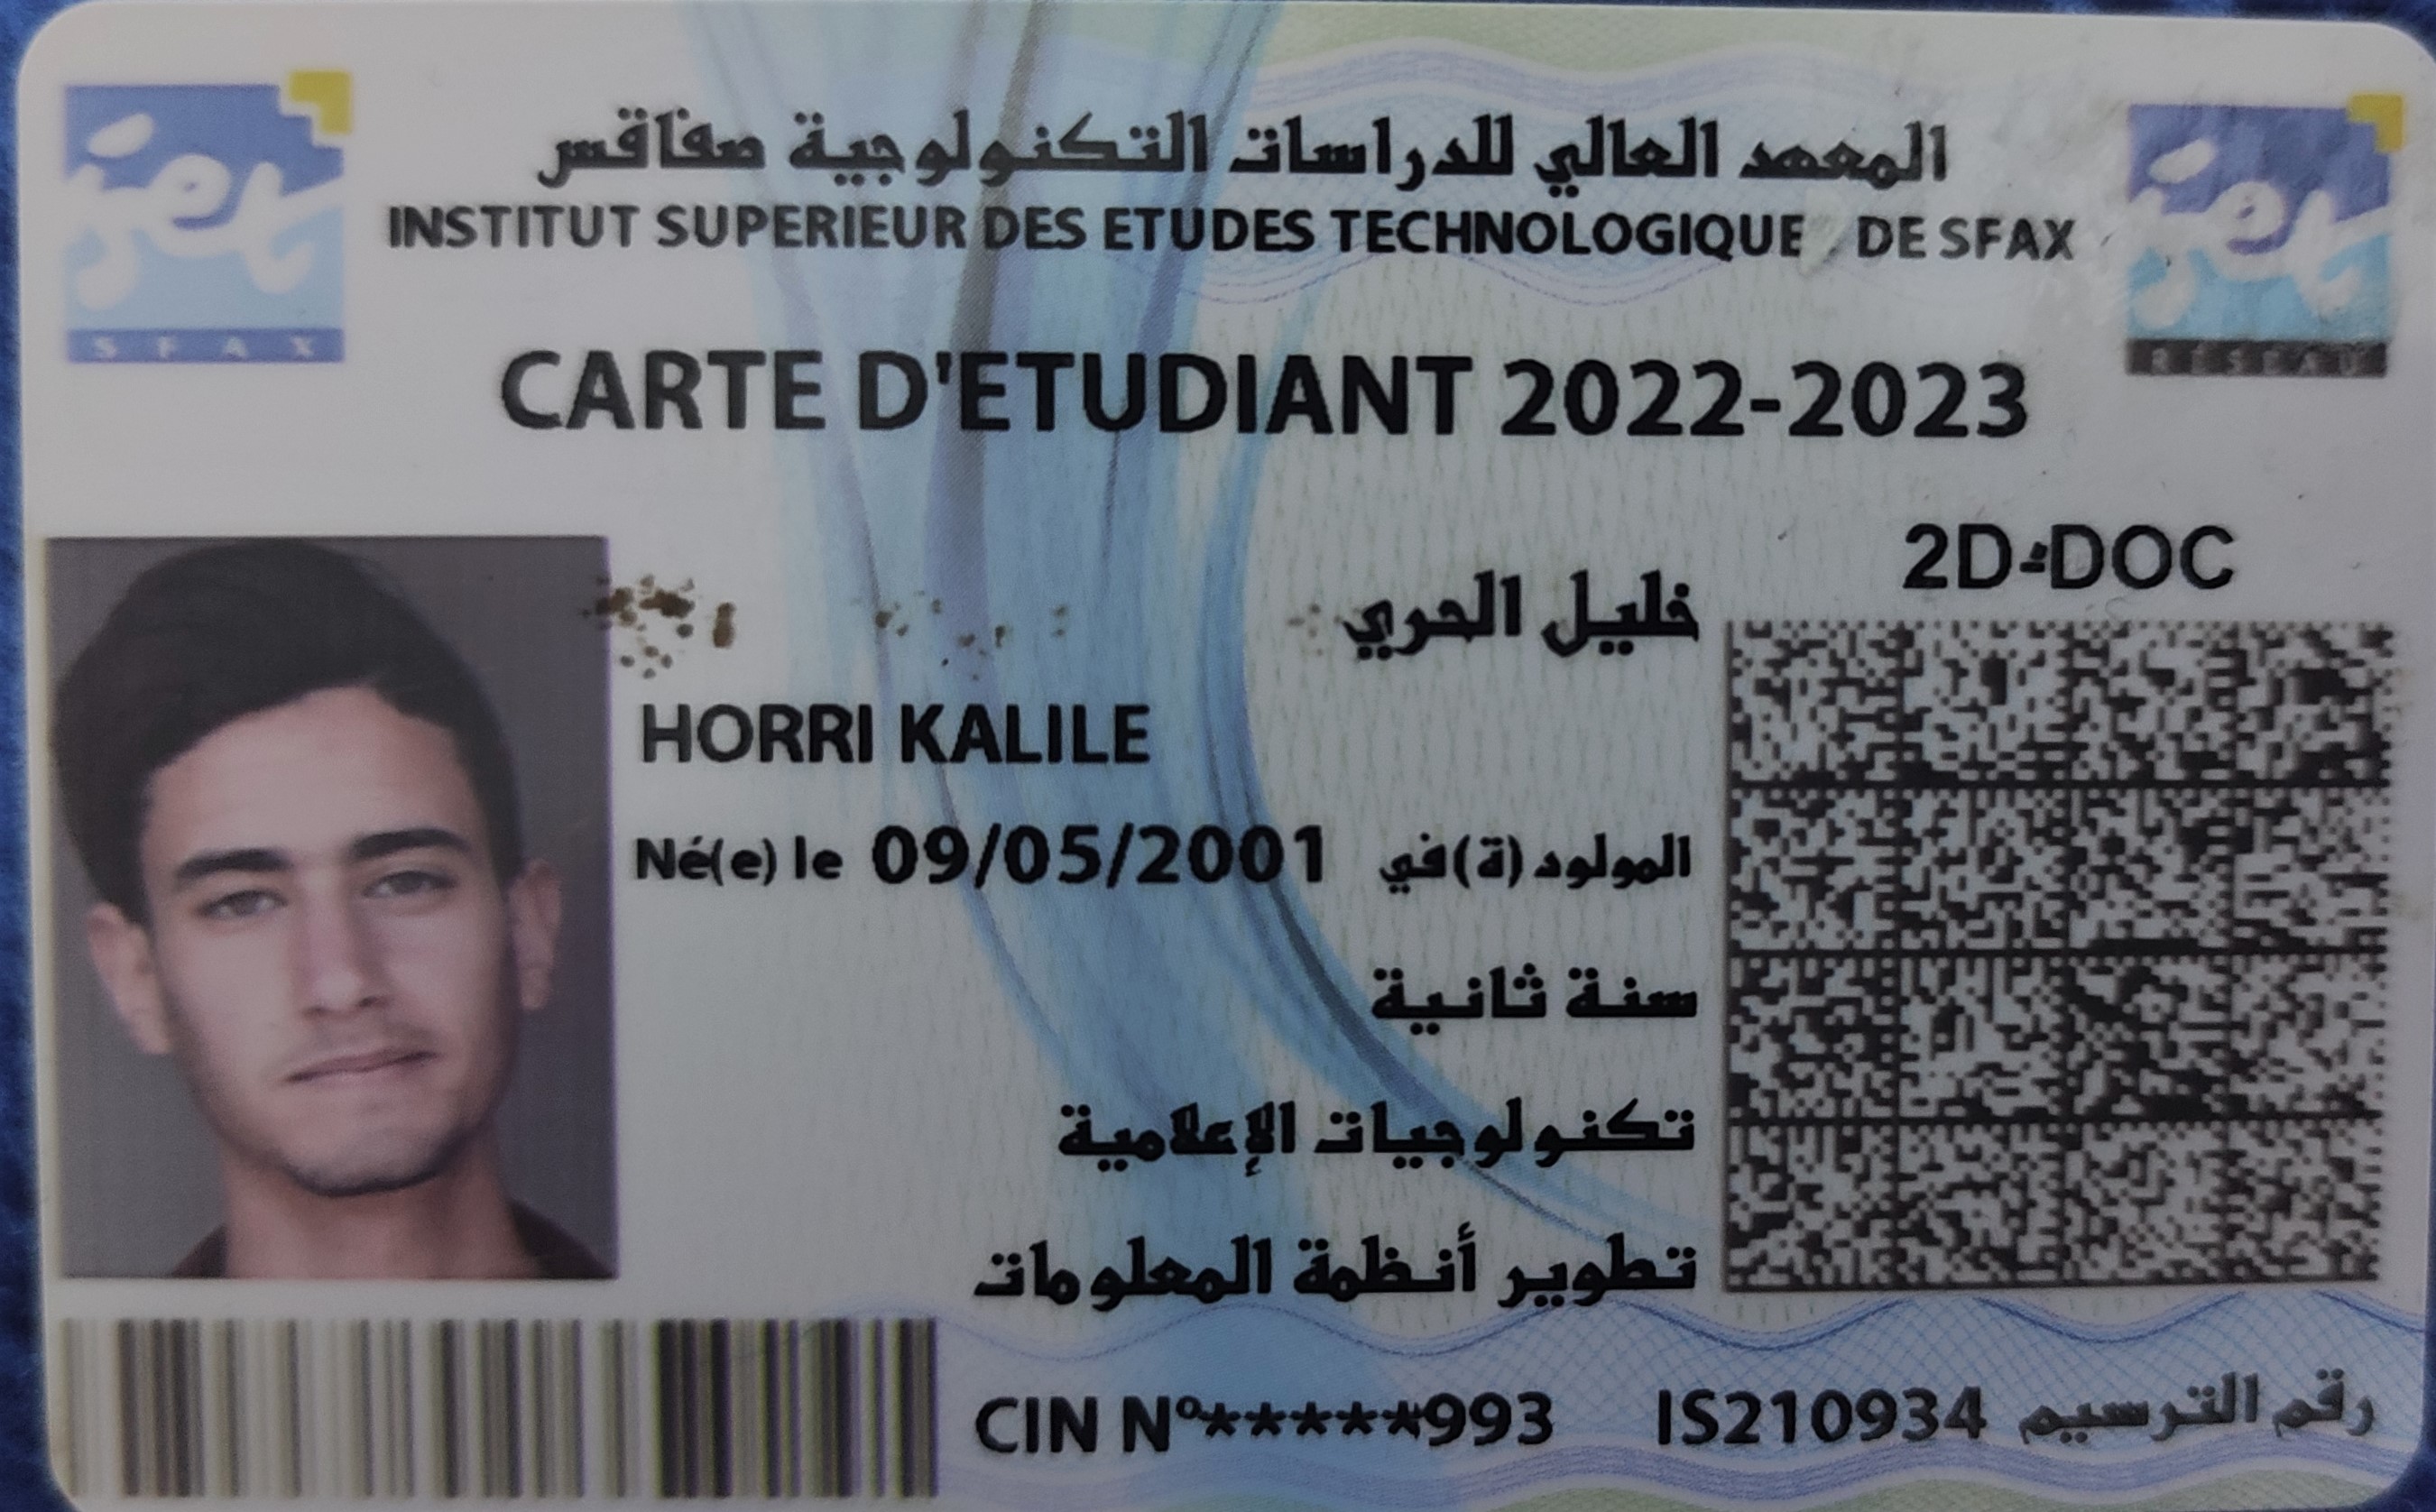 المعهد العالي للدراسات التكنولوجية صفاقس
INSTITUT SUPERIEUR DES ETUDES TECHNOLOGIQUE DE SFAX
iset
SFAX
iset
RÉSEAU
CARTE D'ETUDIANT 2022-2023
2D-DOC
خليل الحري
HORRI KALILE
Né(e) le 09/05/2001 المولود(ة)في
سنة ثانية
تكنولوجيات الإعلامية
تطوير أنظمة المعلومات
CIN N°*****993 IS210934 رقم الترسيم